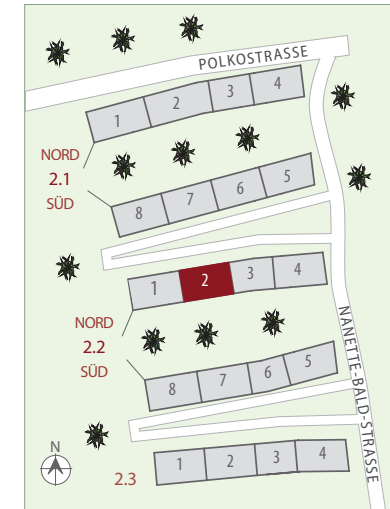 POLKOSTRASSE
1 2 3 4
NORD
2.1
SÜD
8 7 6 5
1 2 3 4
NORD
2.2
SÜD
8 7 6 5
NANETTE-BALD-STRASSE
N
2.3
1 2 3 4